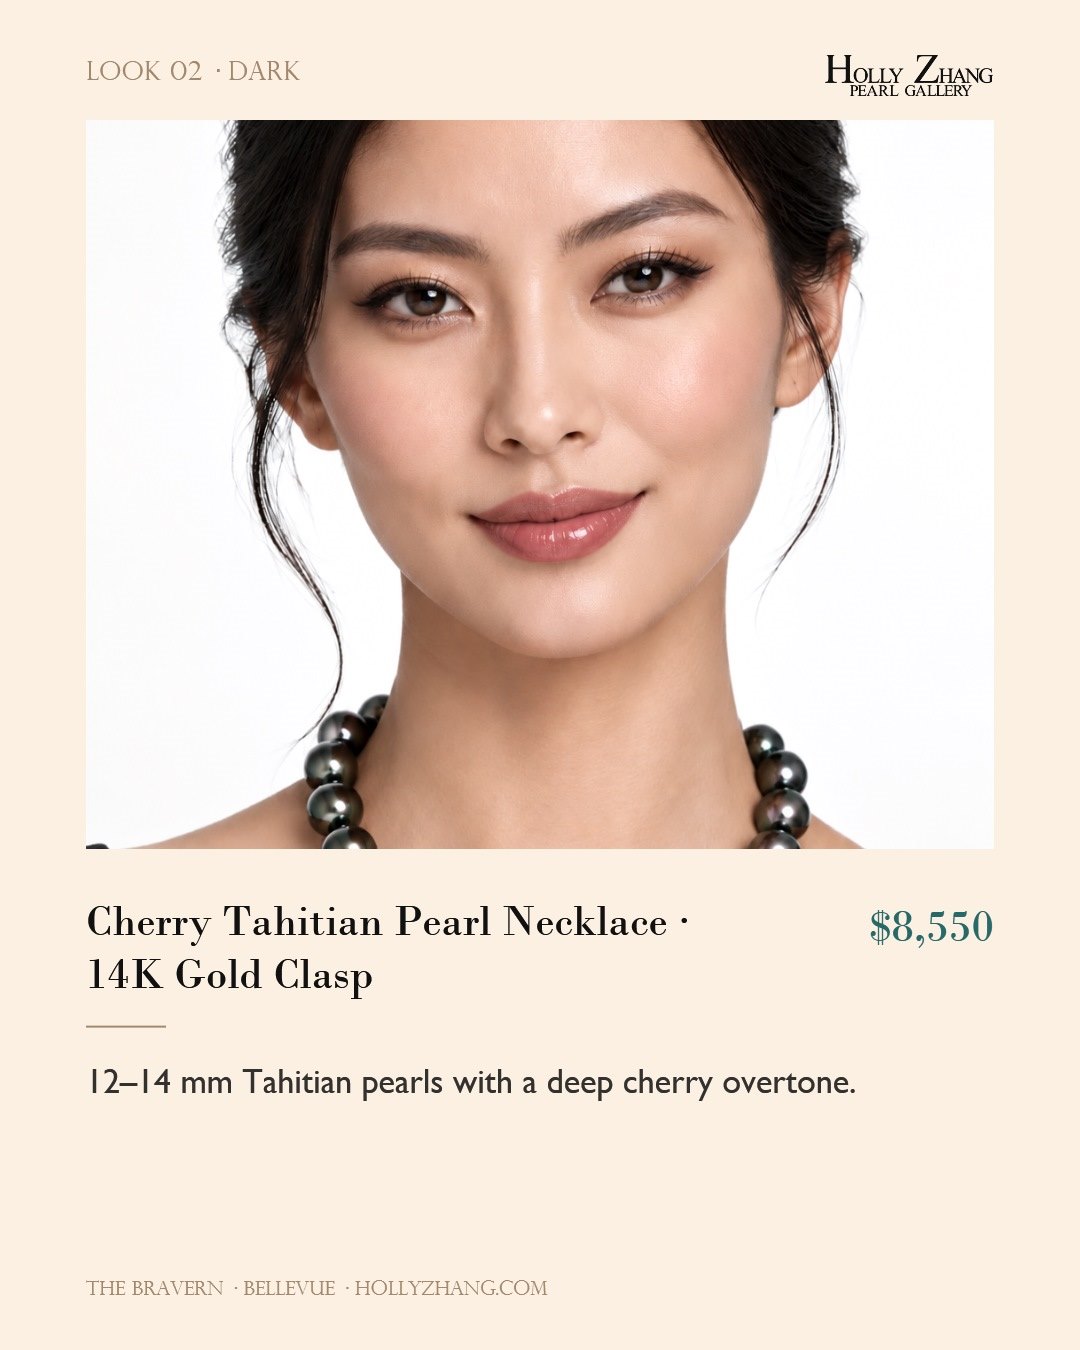 LOOK 02 · DARK
HOLLY ZHANG
PEARL GALLERY
Cherry Tahitian Pearl Necklace ·
14K Gold Clasp
$8,550
12–14 mm Tahitian pearls with a deep cherry overtone.
THE BRAVERN · BELLEVUE · HOLLYZHANG.COM